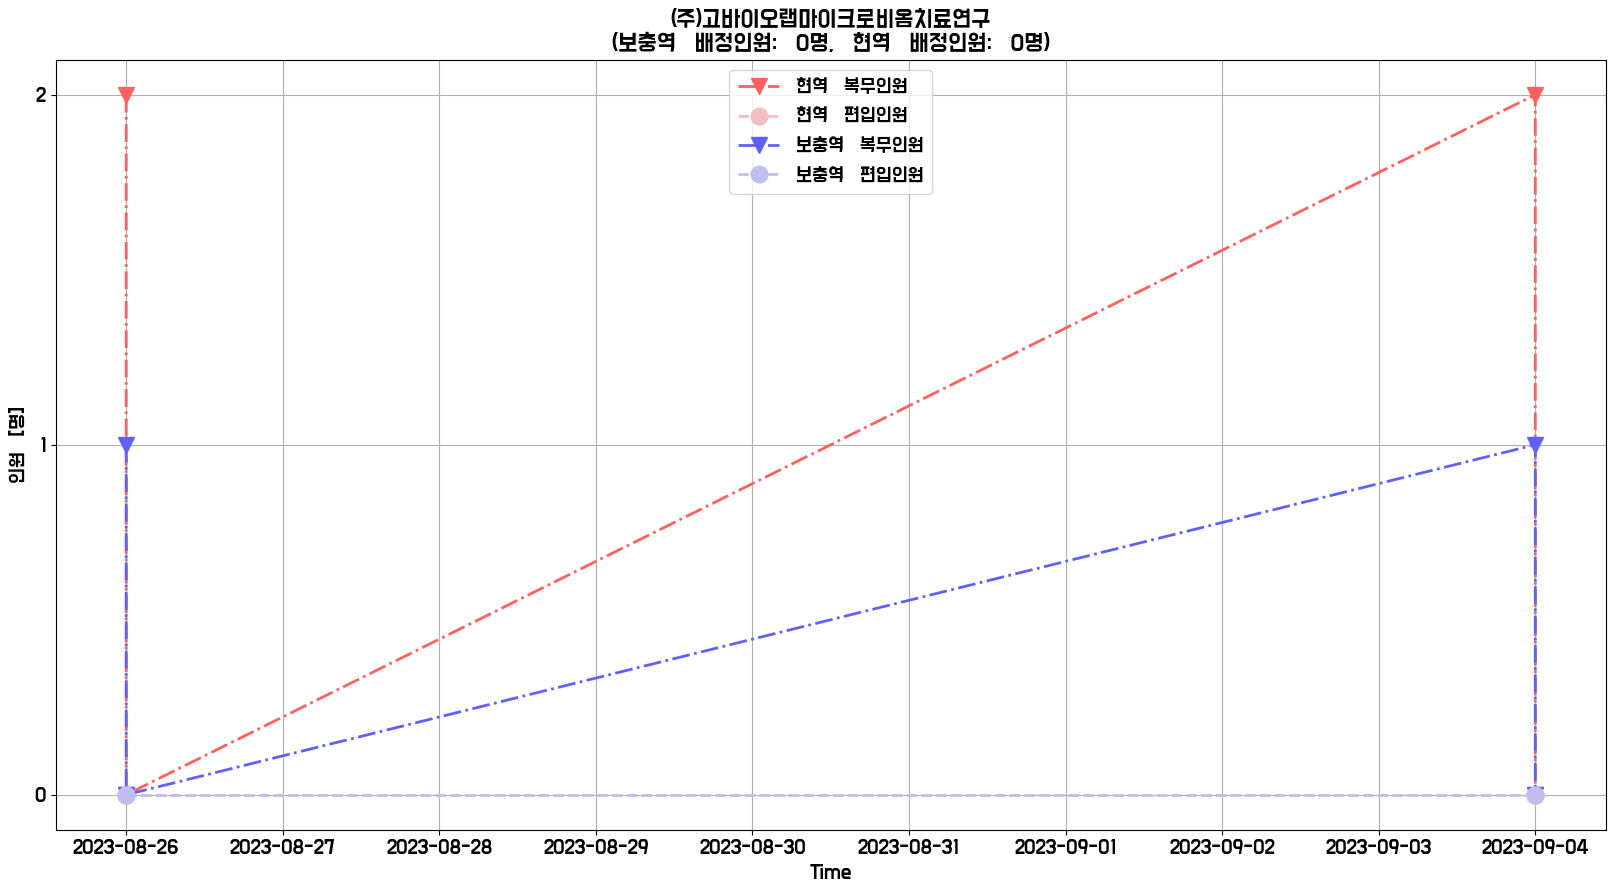 (주)고바이오랩마이크로비옴치료연구
(보충역 배정인원: 0명, 현역 배정인원: 0명)
현역 복무인원
현역 편입인원
보충역 복무인원
보충역 편입인원
2
1
0
인원 [명]
2023-08-26 2023-08-27 2023-08-28 2023-08-29 2023-08-30 2023-08-31 2023-09-01 2023-09-02 2023-09-03 2023-09-04
Time